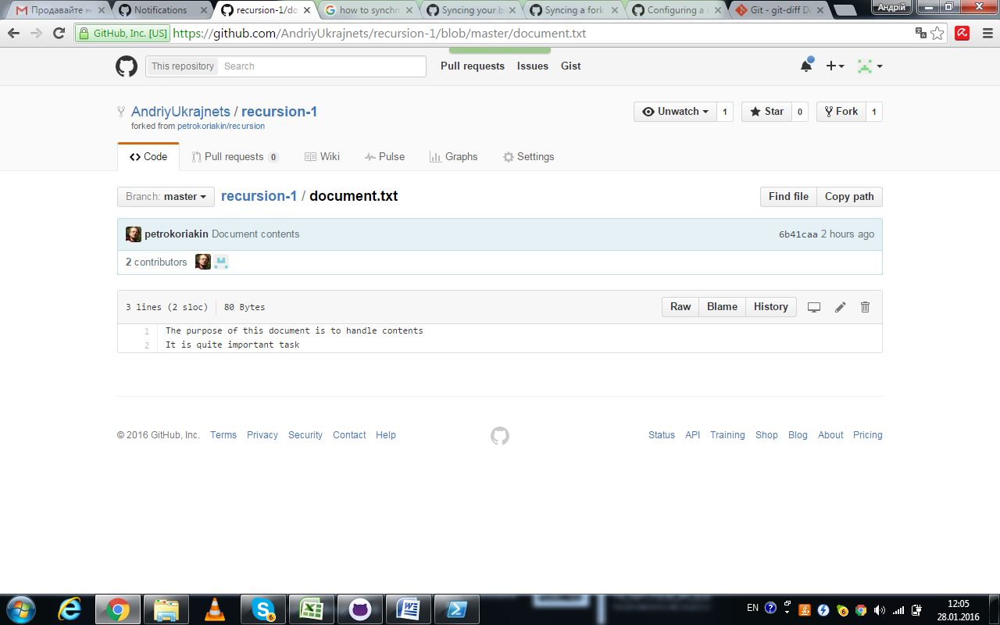 Продавайте не
Notifications
recursion-1/do
how to synchr
Syncing your b
Syncing a fork
Configuring a r
Git - git-diff Do
Андрій
GitHub, Inc. [US] https://github.com/AndriyUkrajnets/recursion-1/blob/master/document.txt
This repository Search Pull requests Issues Gist
AndriyUkrajnets / recursion-1
forked from petrokoriakin/recursion
Unwatch 1 Star 0 Fork 1
Code Pull requests 0 Wiki Pulse Graphs Settings
Branch: master recursion-1 / document.txt Find file Copy path
petrokoriakin Document contents 6b41caa 2 hours ago
2 contributors
3 lines (2 sloc) 80 Bytes Raw Blame History
1 The purpose of this document is to handle contents
2 It is quite important task
© 2016 GitHub, Inc. Terms Privacy Security Contact Help Status API Training Shop Blog About Pricing
6
EN 6 12:05
28.01.2016